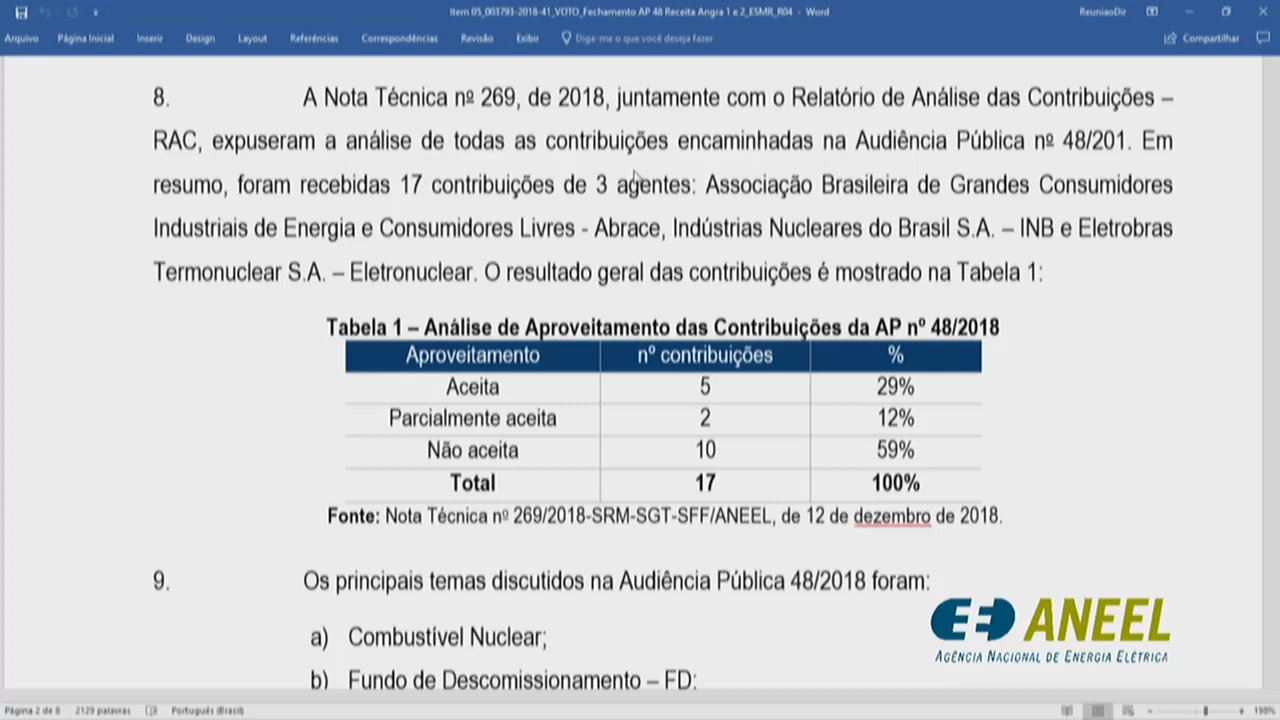 Item 05_003793-2018-41_VOTO_Fechamento AP 48 Receita Angra 1 e 2_ESMR_R04 - Word
ReuniaoDir
Arquivo Página Inicial Inserir Design Layout Referências Correspondências Revisão Exibir Diga-me o que você deseja fazer Compartilhar
8. A Nota Técnica nº 269, de 2018, juntamente com o Relatório de Análise das Contribuições –
RAC, expuseram a análise de todas as contribuições encaminhadas na Audiência Pública nº 48/201. Em
resumo, foram recebidas 17 contribuições de 3 agentes: Associação Brasileira de Grandes Consumidores
Industriais de Energia e Consumidores Livres - Abrace, Indústrias Nucleares do Brasil S.A. – INB e Eletrobras
Termonuclear S.A. – Eletronuclear. O resultado geral das contribuições é mostrado na Tabela 1:
Tabela 1 – Análise de Aproveitamento das Contribuições da AP nº 48/2018
Aproveitamento nº contribuições %
Aceita 5 29%
Parcialmente aceita 2 12%
Não aceita 10 59%
Total 17 100%
Fonte: Nota Técnica nº 269/2018-SRM-SGT-SFF/ANEEL, de 12 de dezembro de 2018.
9. Os principais temas discutidos na Audiência Pública 48/2018 foram:
a) Combustível Nuclear;
b) Fundo de Descomissionamento – FD;
ANEEL
AGÊNCIA NACIONAL DE ENERGIA ELÉTRICA
Página 2 de 8 2129 palavras Português (Brasil) 198%